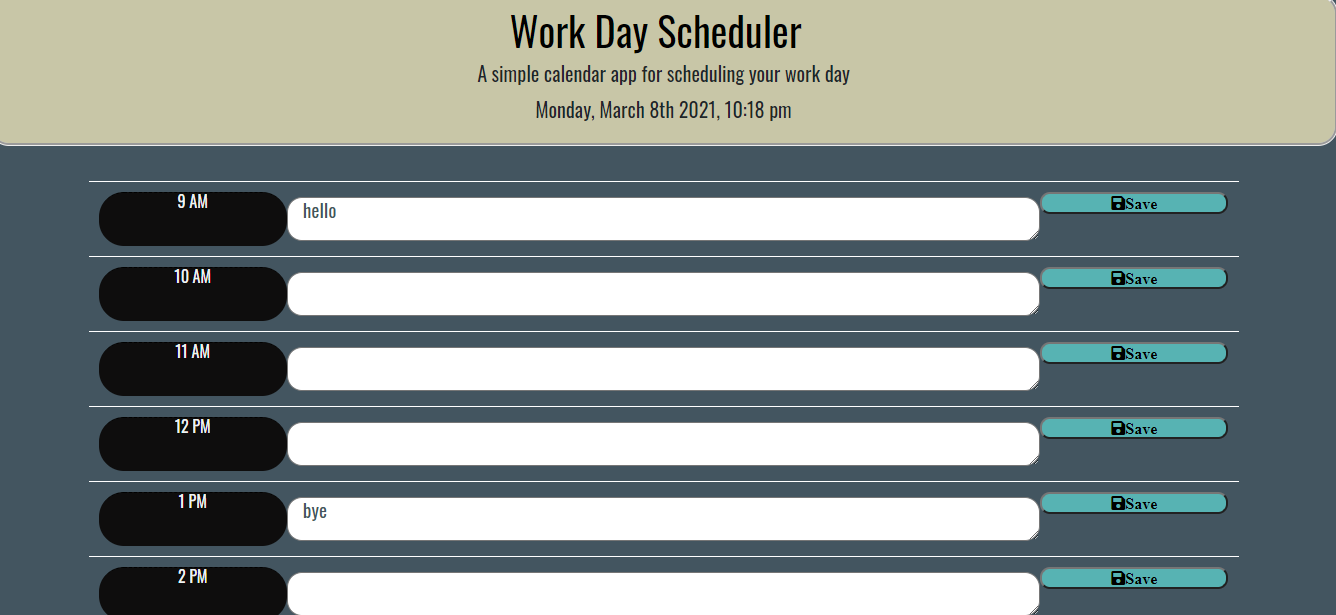 Work Day Scheduler
A simple calendar app for scheduling your work day
Monday, March 8th 2021, 10:18 pm
9 AM hello Save
10 AM Save
11 AM Save
12 PM Save
1 PM bye Save
2 PM Save